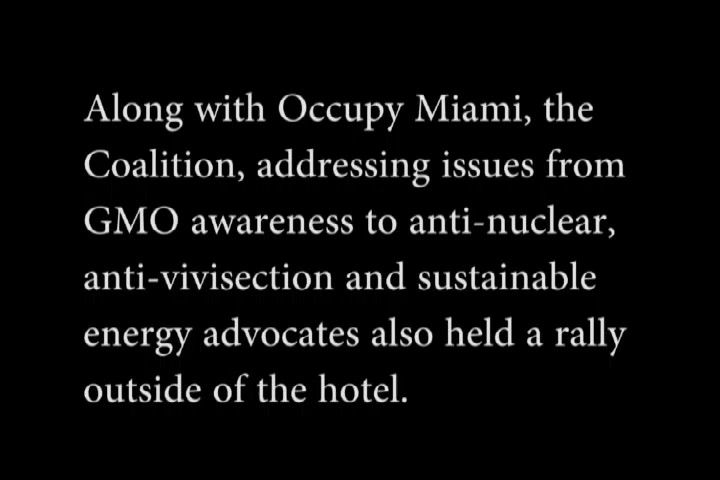 Along with Occupy Miami, the
Coalition, addressing issues from
GMO awareness to anti-nuclear,
anti-vivisection and sustainable
energy advocates also held a rally
outside of the hotel.